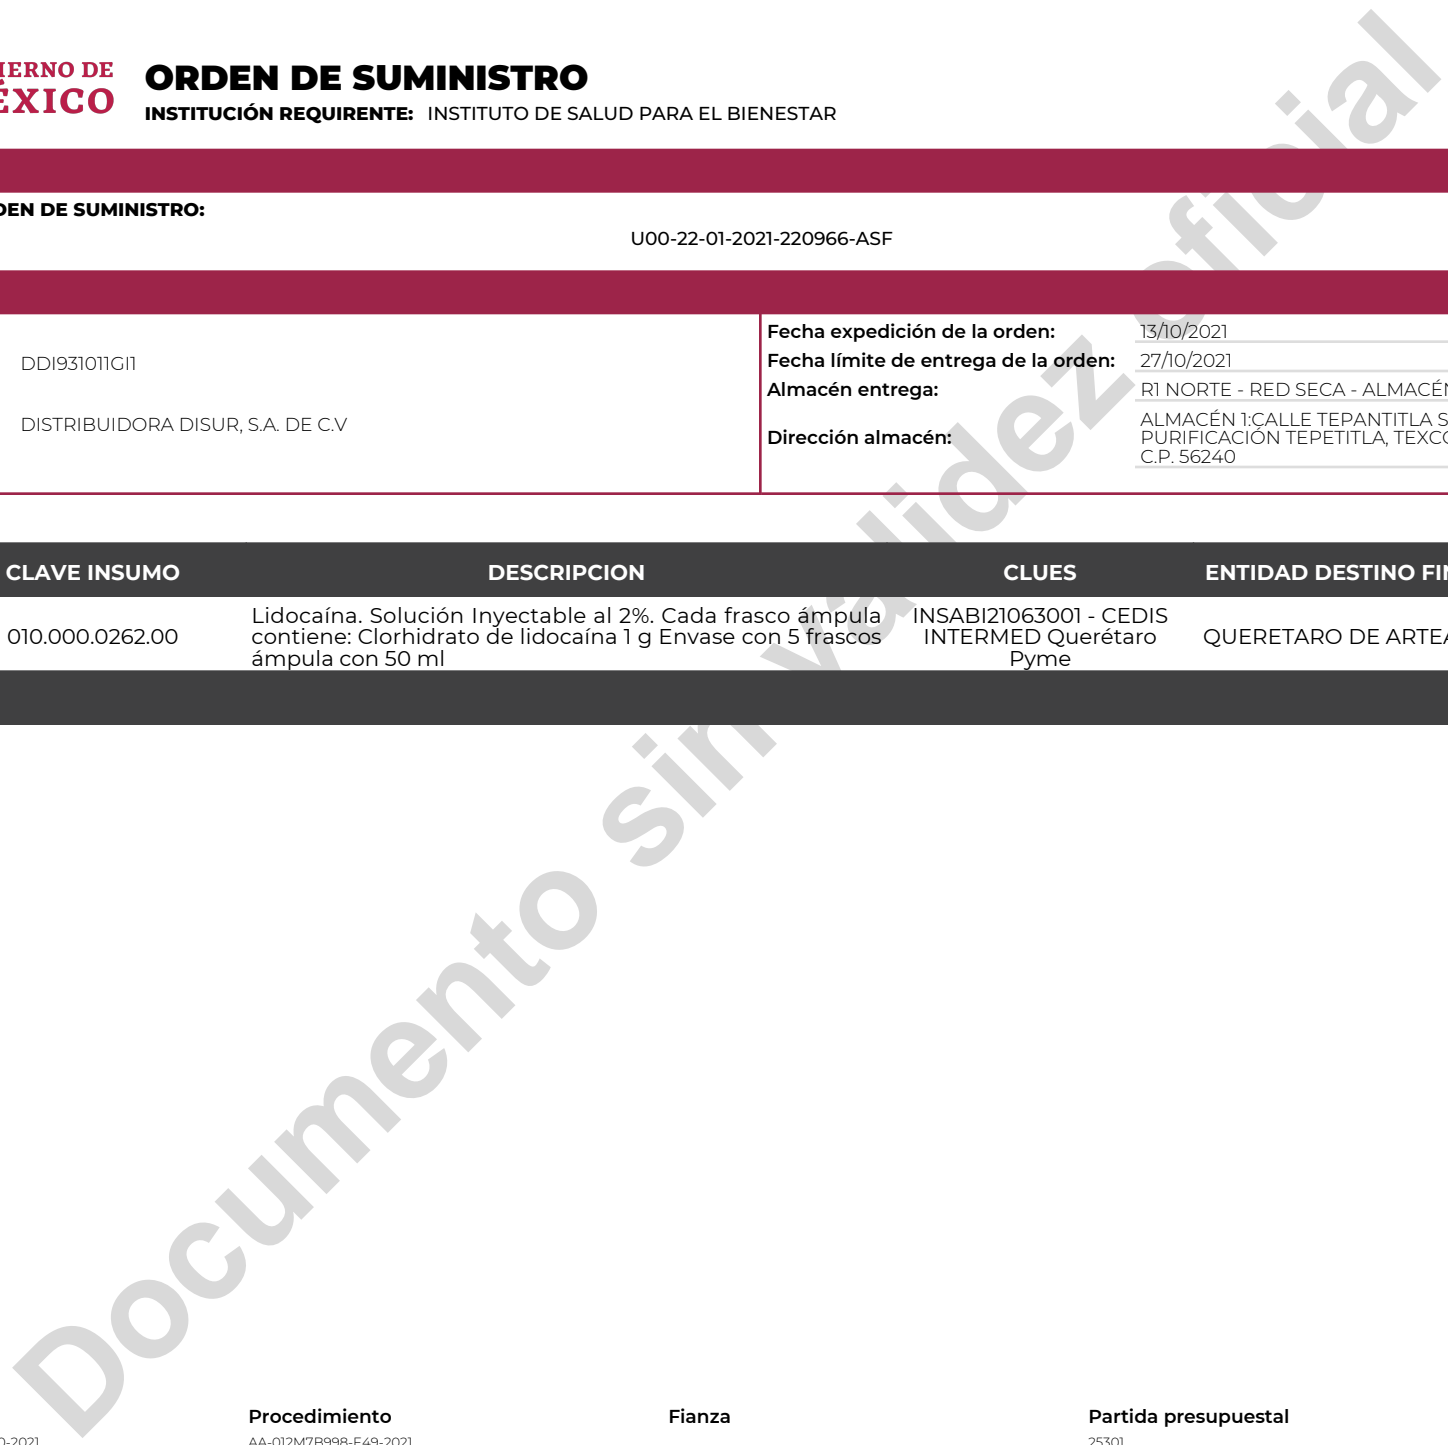 IERNO DE
ÉXICO
ORDEN DE SUMINISTRO
INSTITUCIÓN REQUIRENTE: INSTITUTO DE SALUD PARA EL BIENESTAR
DEN DE SUMINISTRO:
U00-22-01-2021-220966-ASF
DDI931011GI1
DISTRIBUIDORA DISUR, S.A. DE C.V
Fecha expedición de la orden: 13/10/2021
Fecha límite de entrega de la orden: 27/10/2021
Almacén entrega: R1 NORTE - RED SECA - ALMACÉN
Dirección almacén:
ALMACÉN 1:CALLE TEPANTITLA S
PURIFICACIÓN TEPETITLA, TEXCO
C.P. 56240
CLAVE INSUMO DESCRIPCION CLUES ENTIDAD DESTINO FIN
010.000.0262.00
Lidocaína. Solución Inyectable al 2%. Cada frasco ámpula
contiene: Clorhidrato de lidocaína 1 g Envase con 5 frascos
ámpula con 50 ml
INSABI21063001 - CEDIS
INTERMED Querétaro
Pyme
QUERETARO DE ARTEA
Documento sin validez oficial
Procedimiento Fianza Partida presupuestal
0-2021 AA-012M7B998-E49-2021 25301